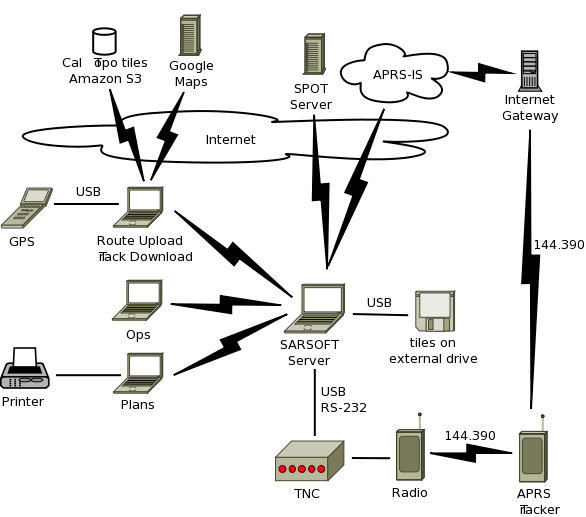 Cal Topo tiles
Amazon S3
Google
Maps
SPOT
Server
APRS-IS
Internet
Gateway
Internet
USB
GPS
Route Upload
Track Download
144.390
Ops
USB
SARSOFT
Server
tiles on
external drive
Printer
Plans
USB
RS-232
144.390
TNC
Radio
APRS
Tracker